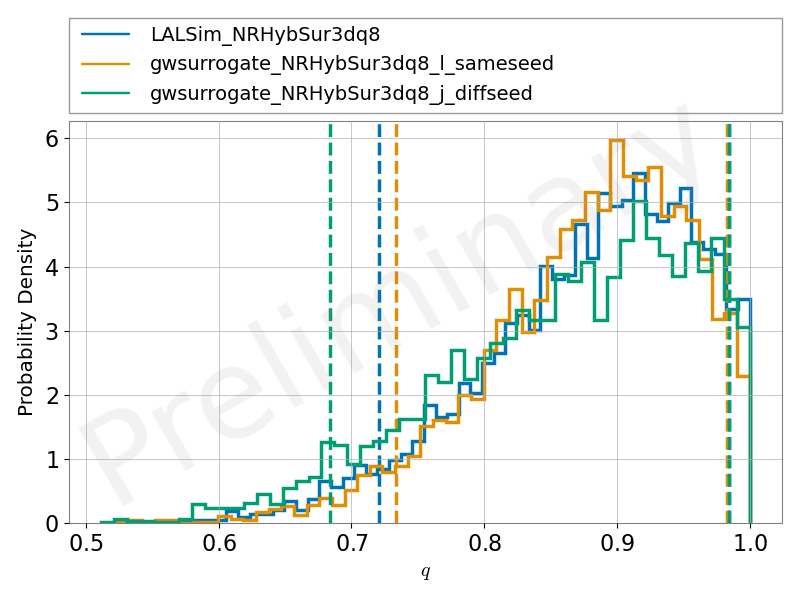 LALSim_NRHybSur3dq8
gwsurrogate_NRHybSur3dq8_l_sameseed
gwsurrogate_NRHybSur3dq8_j_diffseed
Preliminary
Probability Density
6
5
4
3
2
1
0
0.5 0.6 0.7 0.8 0.9 1.0
q